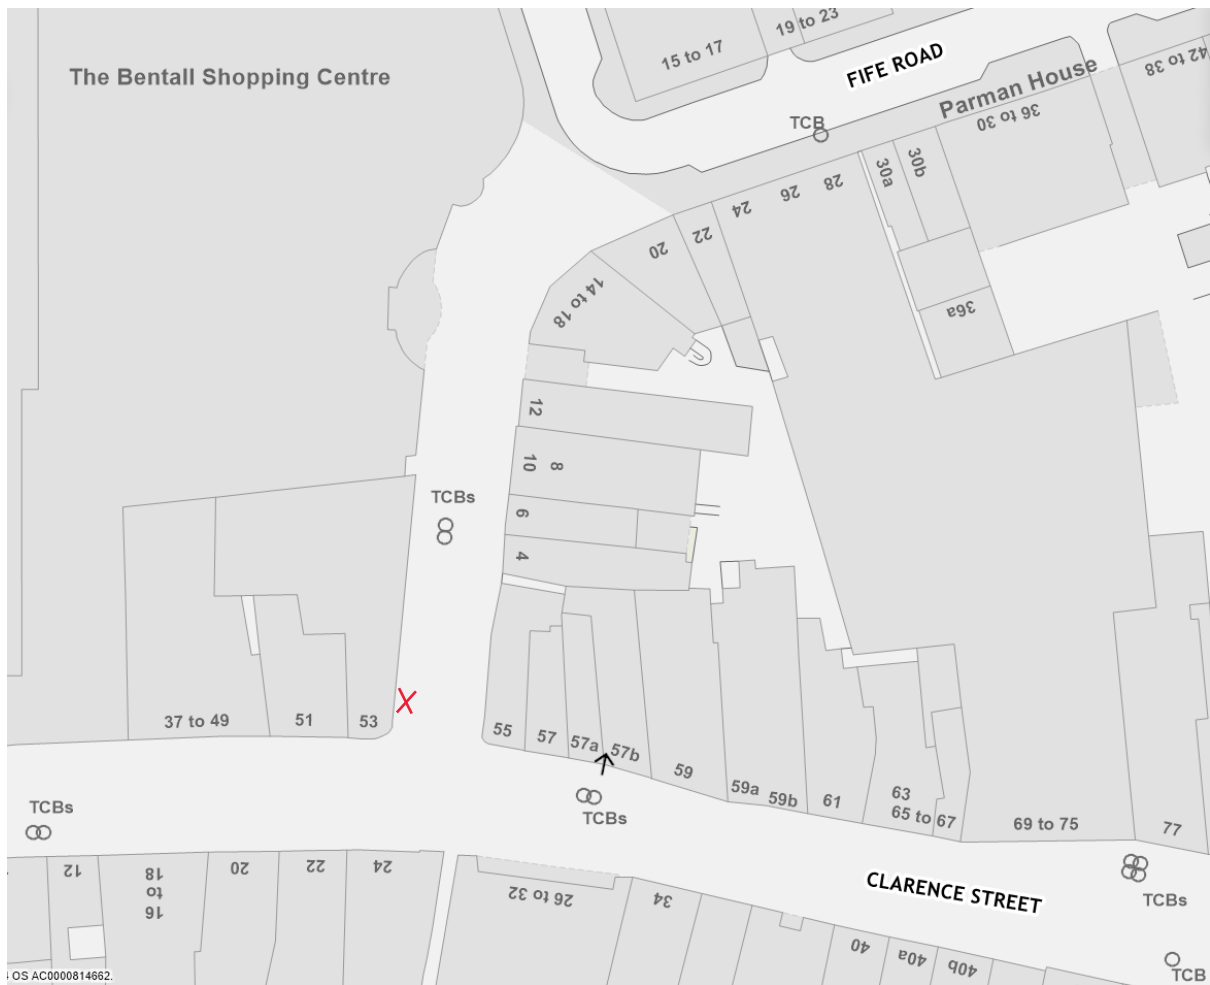 The Bentall Shopping Centre
15 to 17
19 to 23
FIFE ROAD
Parman House
36 to 30
42
38 to
TCB
30a
30b
28
26
24
22
20
14 to 18
36a
12
10
8
6
4
TCBs
37 to 49
51
53
55
57
57a
57b
59
59a
59b
61
63
65 to 67
69 to 75
77
TCBs
TCBs
TCBs
CLARENCE STREET
12
18
to
16
20
22
24
26 to 32
34
40
40a
40b
TCB
OS AC0000814662.